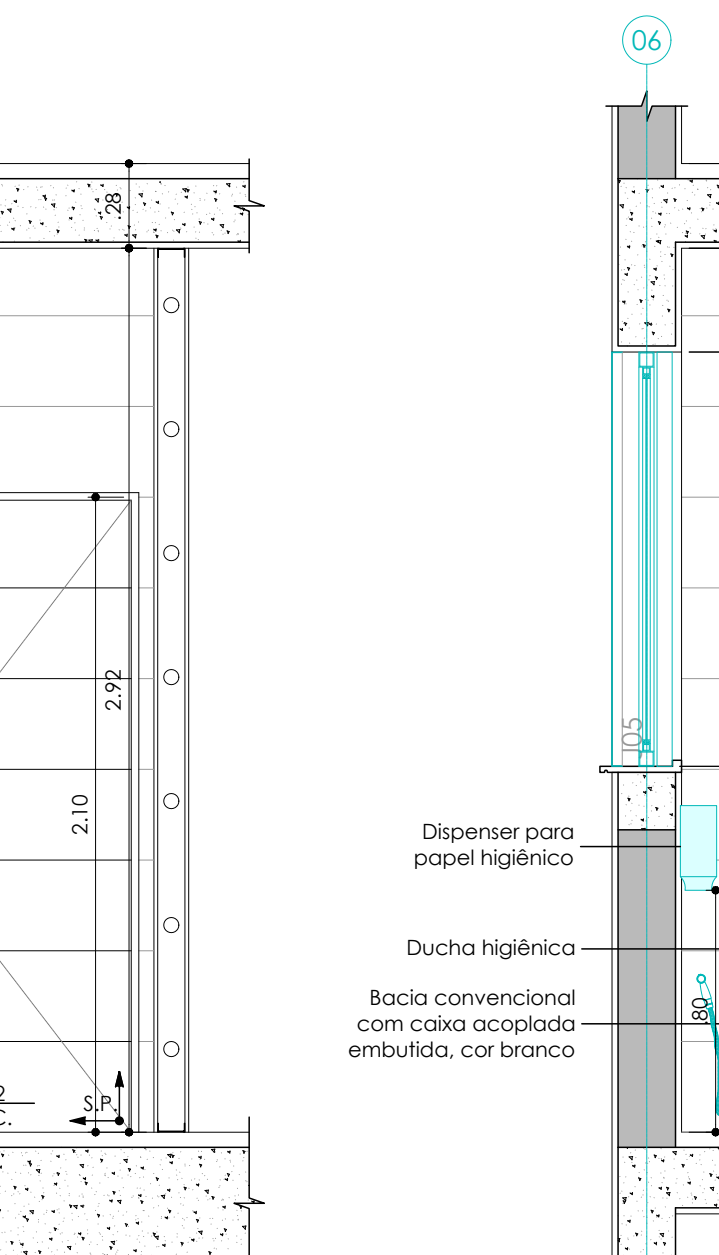 06
.28
2.92
2.10
J05
Dispenser para
papel higiênico
Ducha higiênica
Bacia convencional
com caixa acoplada
embutida, cor branco
.80
2
C.
S.P.